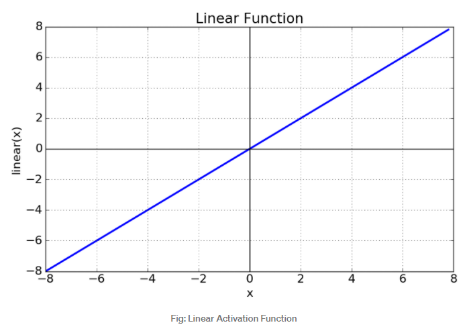 Linear Function
8
6
4
2
0
−2
−4
−6
−8
linear(x)
−8 −6 −4 −2 0 2 4 6 8
x
Fig: Linear Activation Function